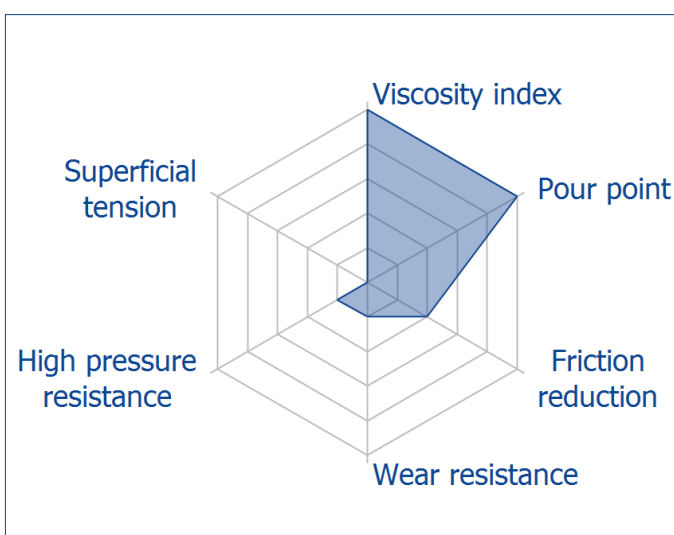 Viscosity index
Superficial
tension
Pour point
High pressure
resistance
Friction
reduction
Wear resistance